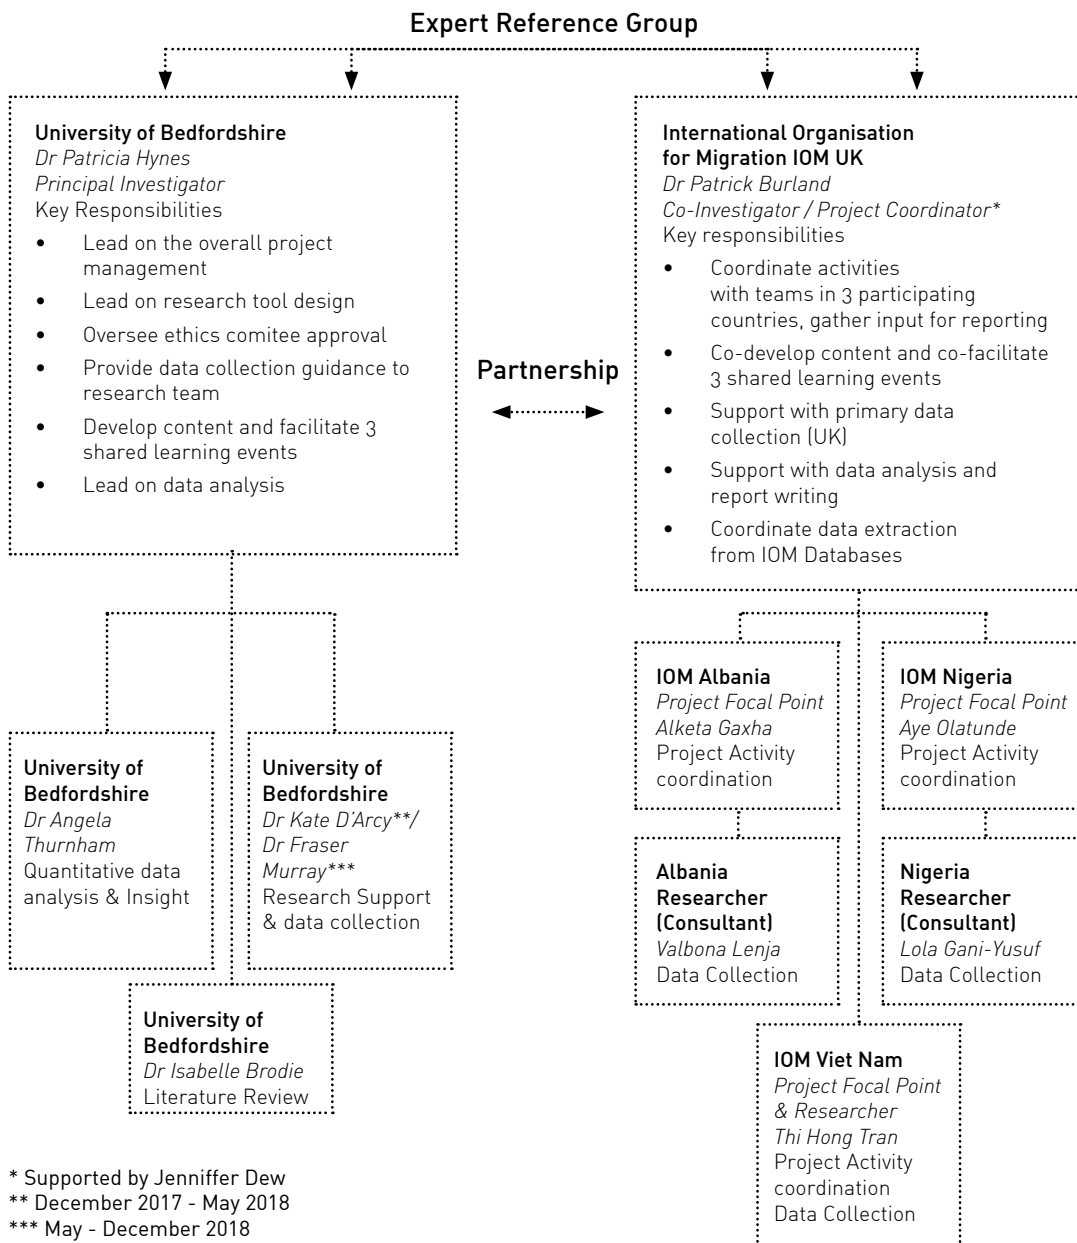 Expert Reference Group
University of Bedfordshire
Dr Patricia Hynes
Principal Investigator
Key Responsibilities
• Lead on the overall project
management
• Lead on research tool design
• Oversee ethics comitee approval
• Provide data collection guidance to
research team
• Develop content and facilitate 3
shared learning events
• Lead on data analysis
Partnership
International Organisation
for Migration IOM UK
Dr Patrick Burland
Co-Investigator / Project Coordinator*
Key responsibilities
• Coordinate activities
with teams in 3 participating
countries, gather input for reporting
• Co-develop content and co-facilitate
3 shared learning events
• Support with primary data
collection (UK)
• Support with data analysis and
report writing
• Coordinate data extraction
from IOM Databases
University of
Bedfordshire
Dr Angela
Thurnham
Quantitative data
analysis & Insight
University of
Bedfordshire
Dr Kate D'Arcy**/
Dr Fraser
Murray***
Research Support
& data collection
University of
Bedfordshire
Dr Isabelle Brodie
Literature Review
IOM Albania
Project Focal Point
Alketa Gaxha
Project Activity
coordination
IOM Nigeria
Project Focal Point
Aye Olatunde
Project Activity
coordination
Albania
Researcher
(Consultant)
Valbona Lenja
Data Collection
Nigeria
Researcher
(Consultant)
Lola Gani-Yusuf
Data Collection
IOM Viet Nam
Project Focal Point
& Researcher
Thi Hong Tran
Project Activity
coordination
Data Collection
* Supported by Jenniffer Dew
** December 2017 - May 2018
*** May - December 2018